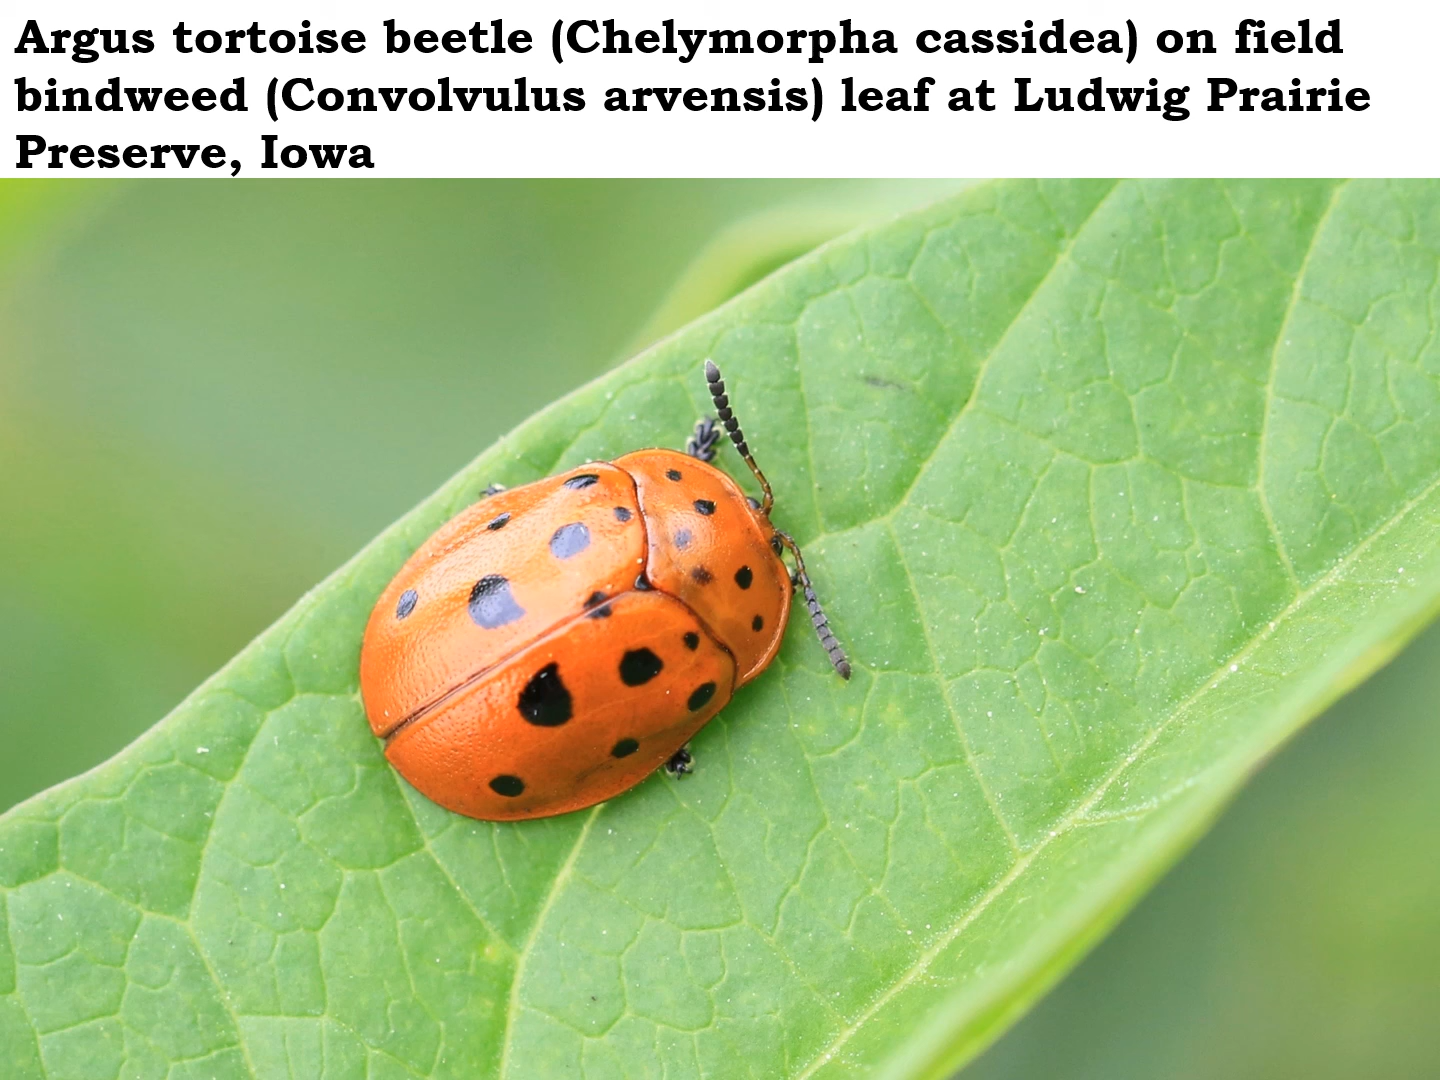 Argus tortoise beetle (Chelymorpha cassidea) on field
bindweed (Convolvulus arvensis) leaf at Ludwig Prairie
Preserve, Iowa